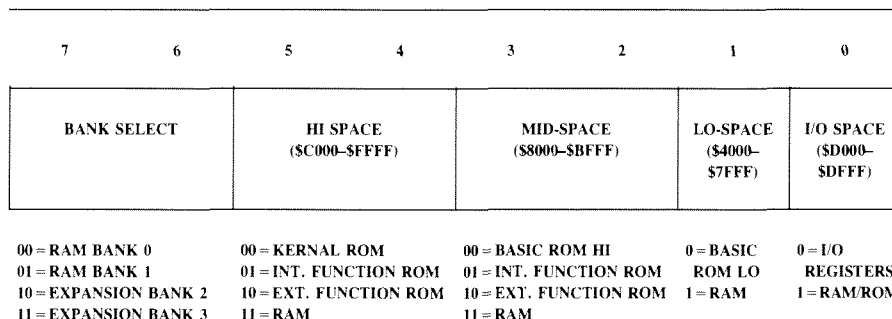 7 6 5 4 3 2 1 0
BANK SELECT HI SPACE MID-SPACE LO-SPACE I/O SPACE
($C000–$FFFF) ($8000–$BFFF) ($4000– ($D000–
$7FFF) $DFFF)
00 = RAM BANK 0 00 = KERNAL ROM 00 = BASIC ROM HI 0 = BASIC 0 = I/O
01 = RAM BANK 1 01 = INT. FUNCTION ROM 01 = INT. FUNCTION ROM ROM LO REGISTERS
10 = EXPANSION BANK 2 10 = EXT. FUNCTION ROM 10 = EXT. FUNCTION ROM 1 = RAM 1 = RAM/ROM
11 = EXPANSION BANK 3 11 = RAM 11 = RAM